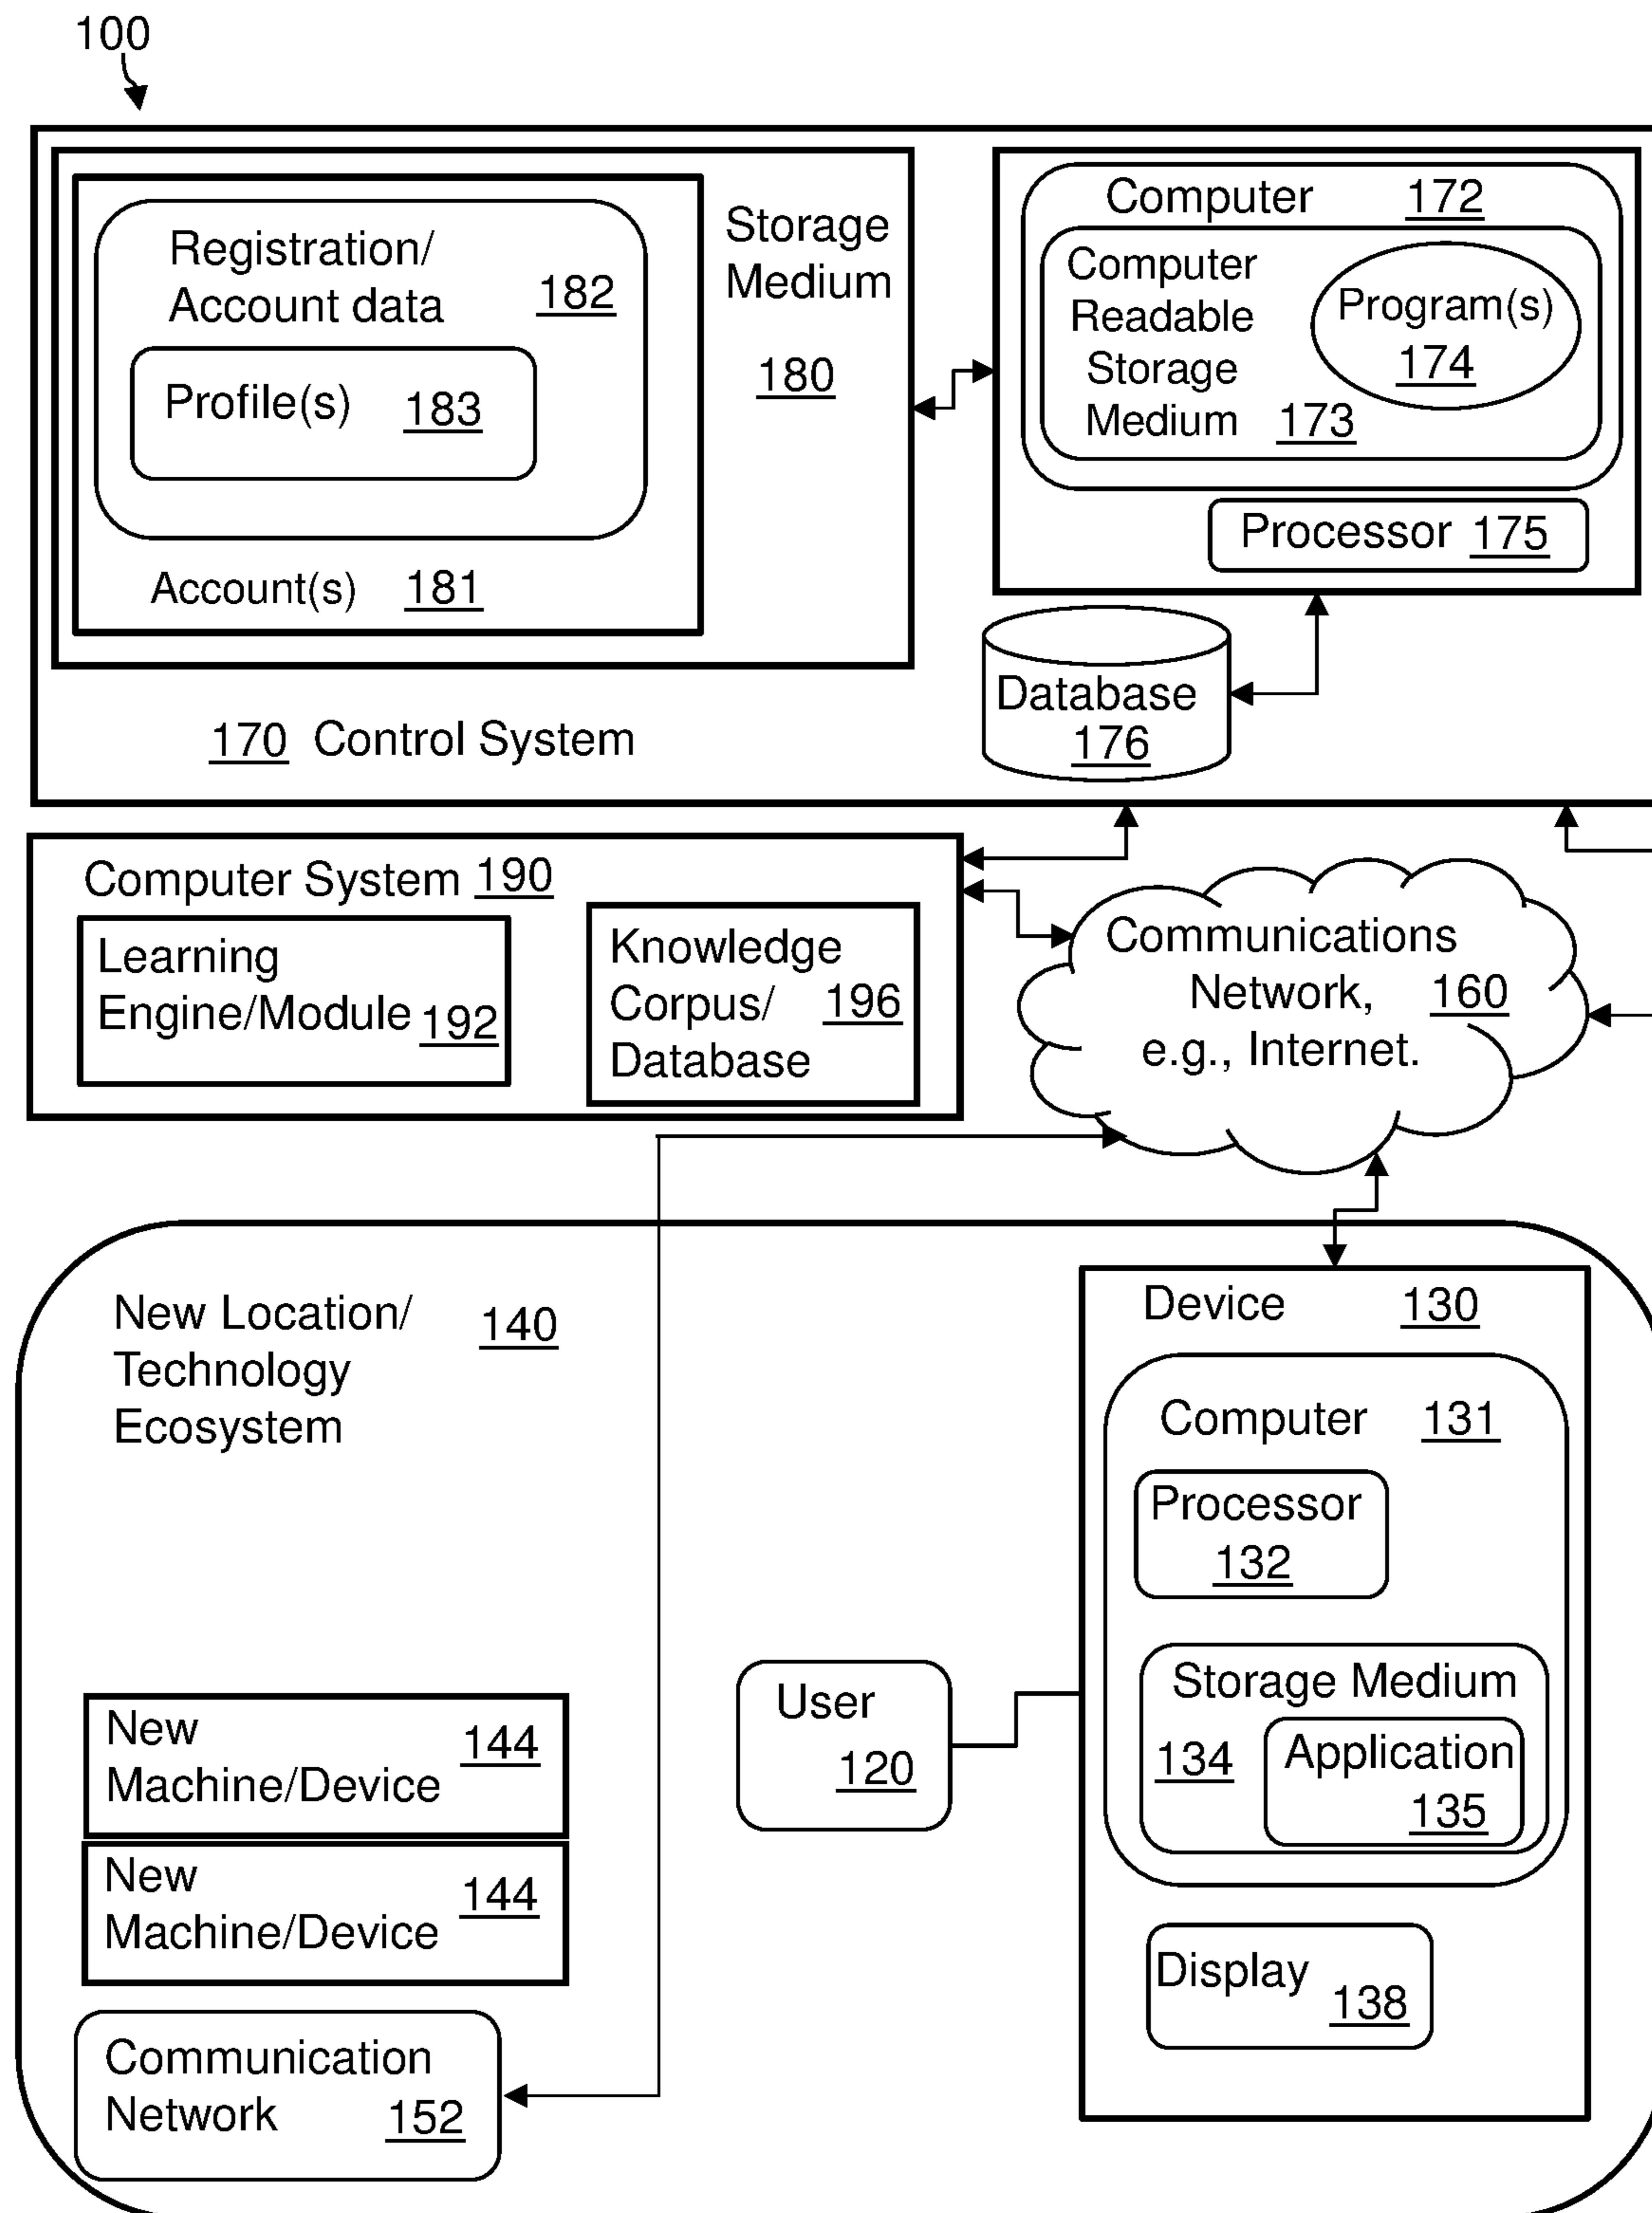 100
Registration/
Account data 182
Profile(s) 183
Account(s) 181
Storage
Medium
180
170 Control System
Computer 172
Computer
Readable
Storage
Medium 173
Program(s)
174
Processor 175
Database
176
Computer System 190
Learning
Engine/Module 192
Knowledge
Corpus/ 196
Database
Communications
Network, 160
e.g., Internet.
New Location/ 140
Technology
Ecosystem
New 144
Machine/Device
New 144
Machine/Device
Communication
Network 152
User
120
Device 130
Computer 131
Processor
132
Storage Medium
134
Application
135
Display 138